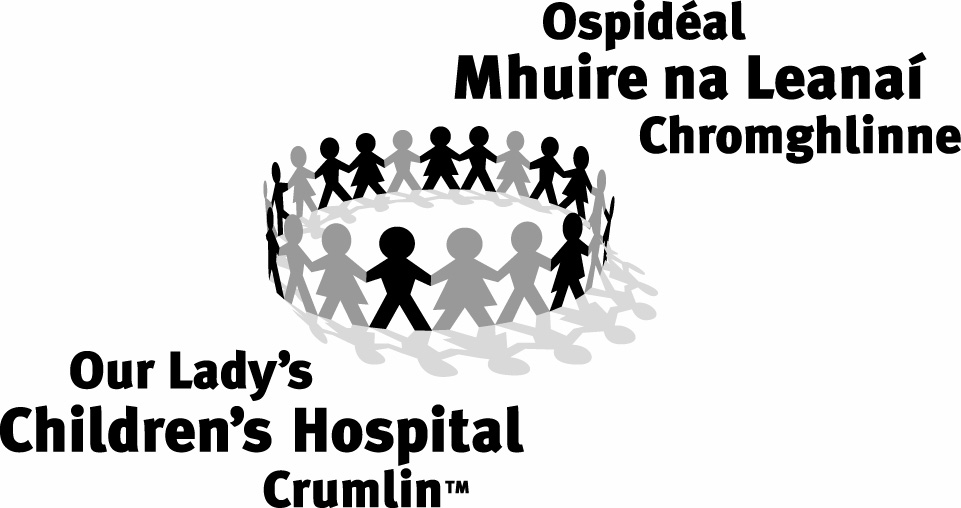 Ospidéal
Mhuire na Leanaí
Chromghlinne
Our Lady’s
Children’s Hospital
Crumlin™